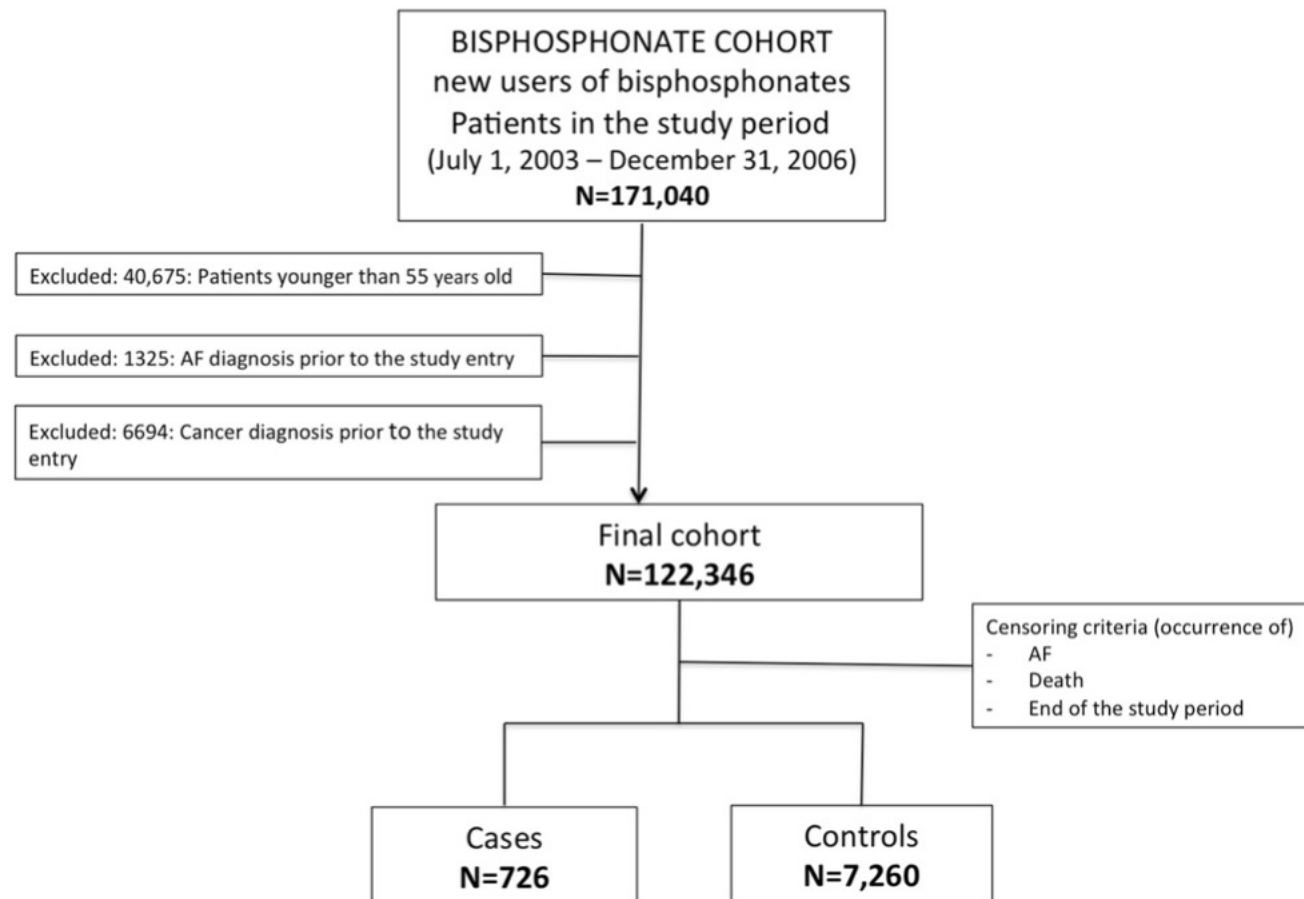 BISPHOSPHONATE COHORT
new users of bisphosphonates
Patients in the study period
(July 1, 2003 – December 31, 2006)
N=171,040
Excluded: 40,675: Patients younger than 55 years old
Excluded: 1325: AF diagnosis prior to the study entry
Excluded: 6694: Cancer diagnosis prior to the study
entry
Final cohort
N=122,346
Censoring criteria (occurrence of)
- AF
- Death
- End of the study period
Cases
N=726
Controls
N=7,260